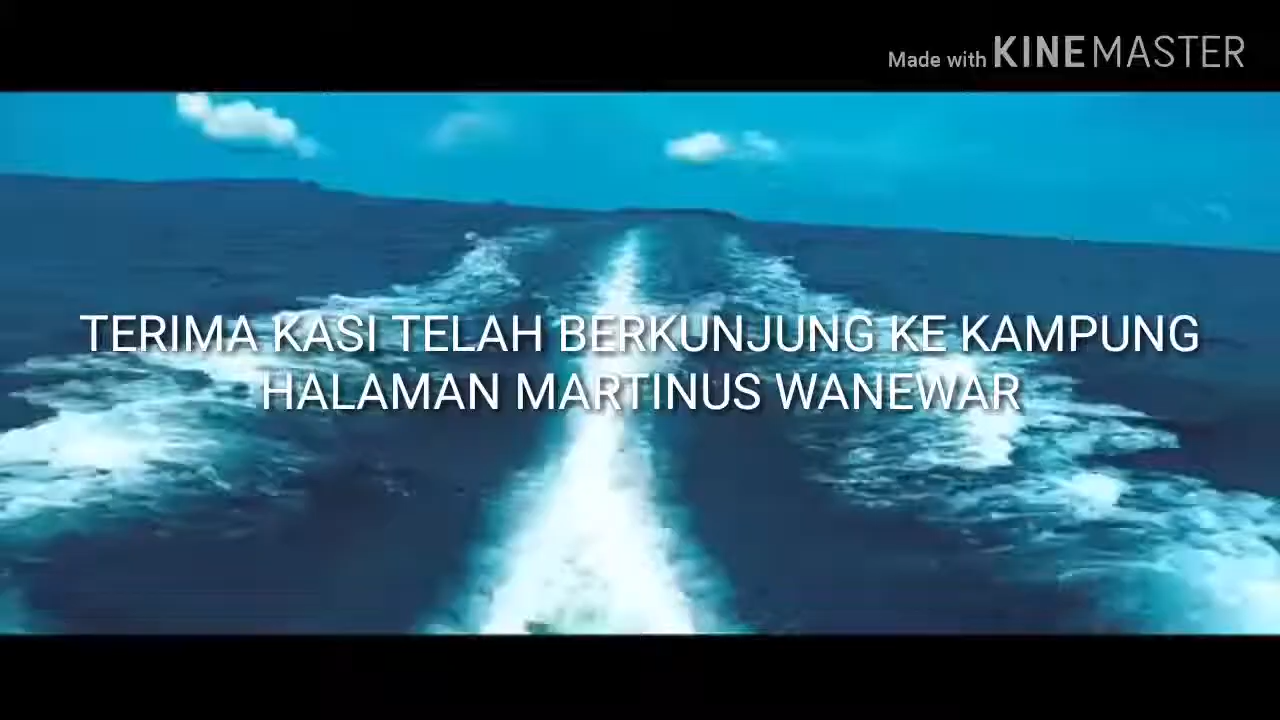 Made with KINEMASTER
TERIMA KASI TELAH BERKUNJUNG KE KAMPUNG
HALAMAN MARTINUS WANEWAR